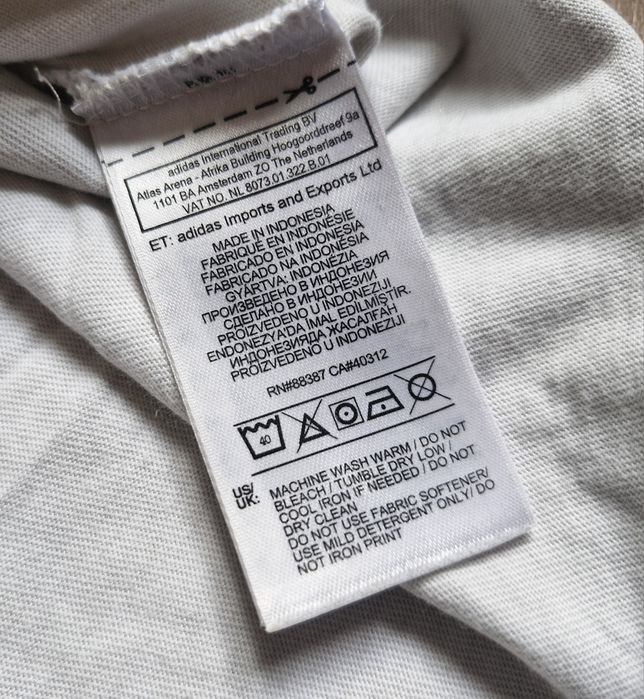 adidas International Trading BV
Atlas Arena - Afrika Building Hoogoorddreef 9a
1101 BA Amsterdam ZO The Netherlands
VAT NO. NL 8073.01.322.B.01
ET: adidas Imports and Exports Ltd
MADE IN INDONESIA
FABRIQUÉ EN INDONÉSIE
FABRICADO EN INDONESIA
FABRICADO NA INDONÉSIA
GYÁRTVA: INDONÉZIA
ПРОИЗВЕДЕНО В ИНДОНЕЗИЯ
СДЕЛАНО В ИНДОНЕЗИИ
PROIZVEDENO U INDONEZIJI
ENDONEZYA'DA İMAL EDİLMİŞTİR.
ИНДОНЕЗИЯДА ЖАСАЛҒАН
PROIZVEDENO U INDONEZIJI
RN#88387 CA#40312
40
US/
UK:
MACHINE WASH WARM / DO NOT
BLEACH / TUMBLE DRY LOW /
COOL IRON IF NEEDED / DO NOT
DRY CLEAN
DO NOT USE FABRIC SOFTENER/
USE MILD DETERGENT ONLY/ DO
NOT IRON PRINT